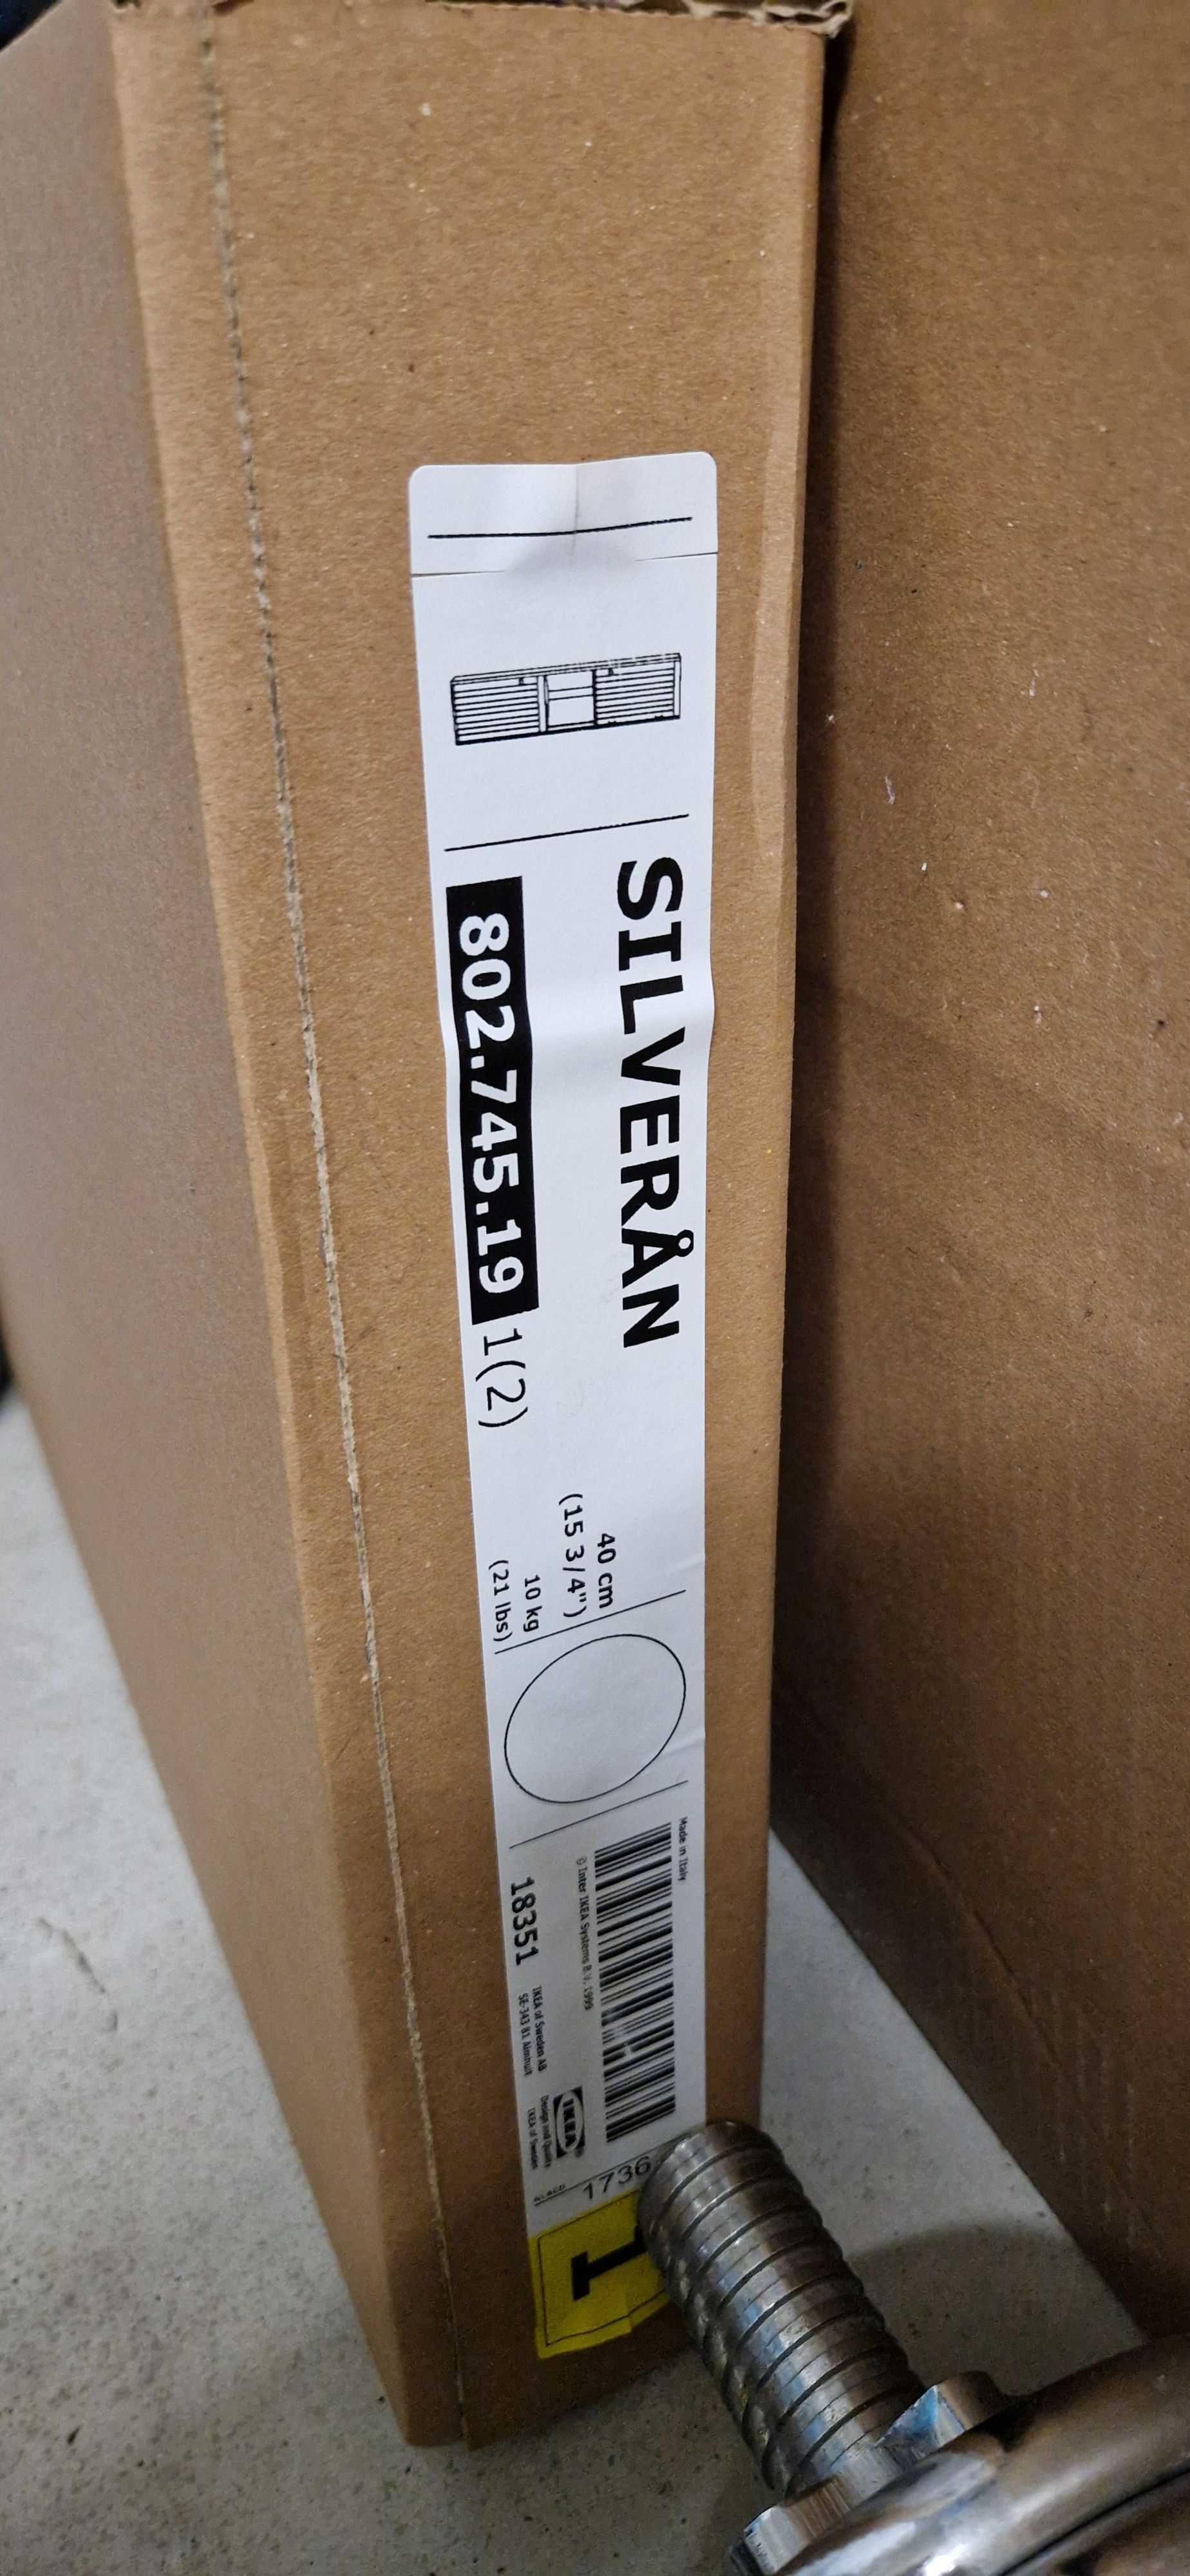 SILVERÅN
802.745.19 1(2)
40 cm
(15 3/4")
10 kg
(21 lbs)
Made in Italy
© Inter IKEA Systems B.V. 1999
18351
IKEA of Sweden AB
SE-343 81 Älmhult
IKEA®
Design and Quality
IKEA of Sweden
1736
I